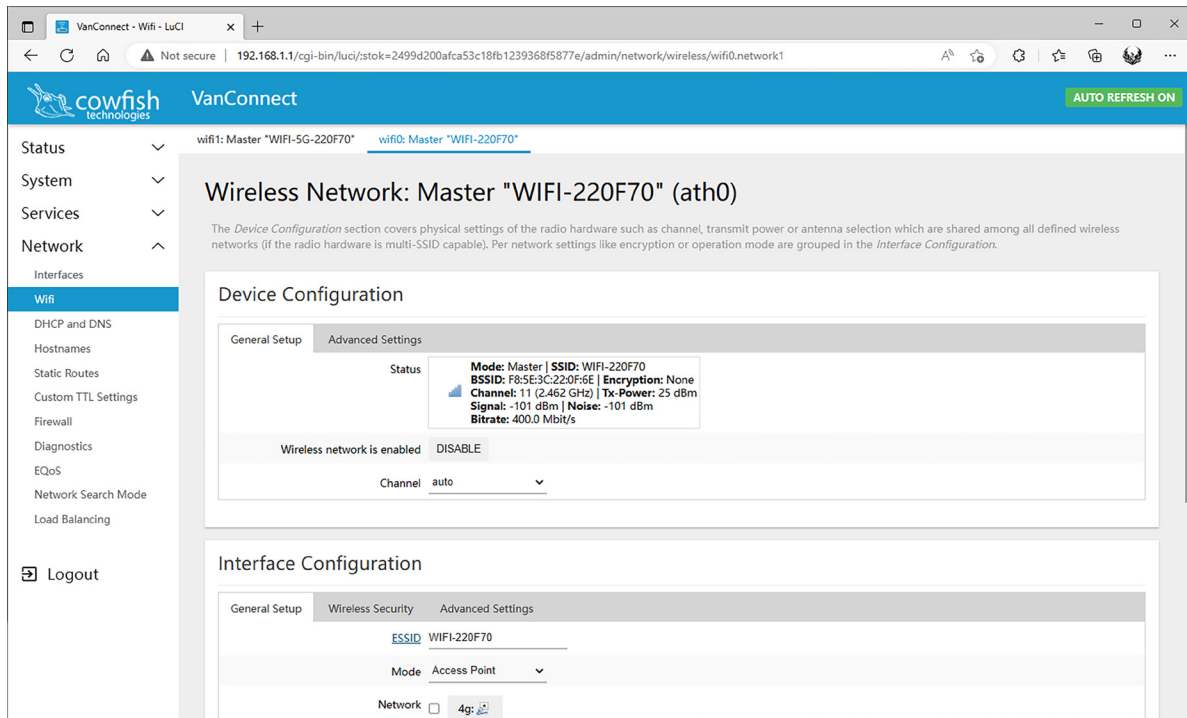 VanConnect - Wifi - LuCI
Not secure | 192.168.1.1/cgi-bin/luci/;stok=2499d200afca53c18fb1239368f5877e/admin/network/wireless/wifi0.network1
cowfish
technologies
VanConnect
AUTO REFRESH ON
Status
System
Services
Network
Interfaces
Wifi
DHCP and DNS
Hostnames
Static Routes
Custom TTL Settings
Firewall
Diagnostics
EQoS
Network Search Mode
Load Balancing
Logout
wifi1: Master "WIFI-5G-220F70" wifi0: Master "WIFI-220F70"
Wireless Network: Master "WIFI-220F70" (ath0)
The Device Configuration section covers physical settings of the radio hardware such as channel, transmit power or antenna selection which are shared among all defined wireless
networks (if the radio hardware is multi-SSID capable). Per network settings like encryption or operation mode are grouped in the Interface Configuration.
Device Configuration
General Setup Advanced Settings
Status
Mode: Master | SSID: WIFI-220F70
BSSID: F8:5E:3C:22:0F:6E | Encryption: None
Channel: 11 (2.462 GHz) | Tx-Power: 25 dBm
Signal: -101 dBm | Noise: -101 dBm
Bitrate: 400.0 Mbit/s
Wireless network is enabled DISABLE
Channel auto
Interface Configuration
General Setup Wireless Security Advanced Settings
ESSID WIFI-220F70
Mode Access Point
Network 4g: